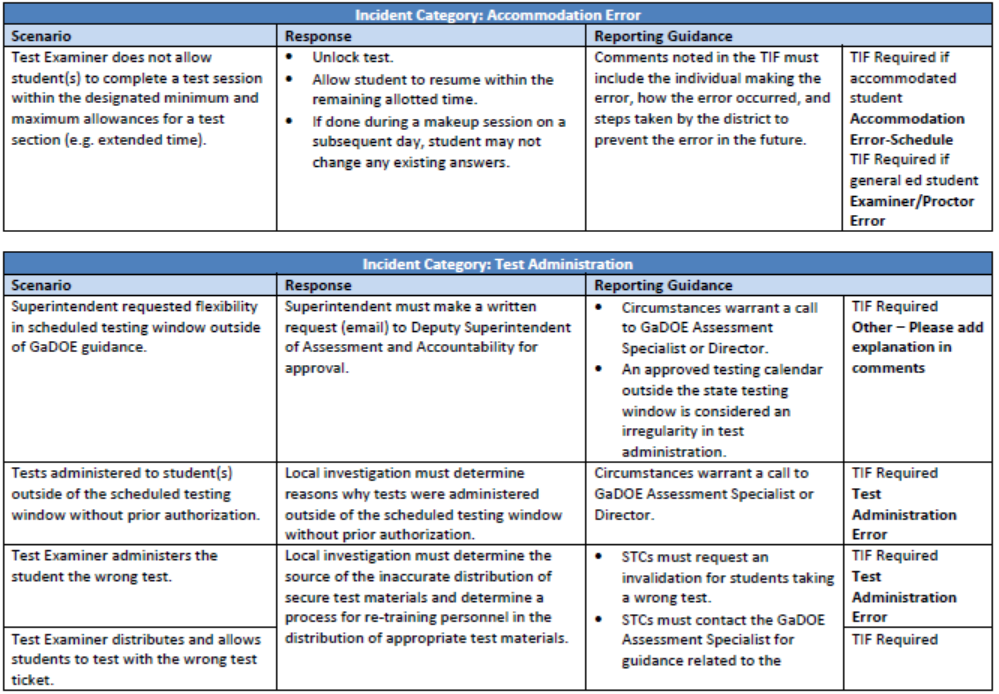 Incident Category: Accommodation Error
Scenario
Response
Reporting Guidance
Test Examiner does not allow
student(s) to complete a test session
within the designated minimum and
maximum allowances for a test
section (e.g. extended time).
• Unlock test.
• Allow student to resume within the
remaining allotted time.
• If done during a makeup session on a
subsequent day, student may not
change any existing answers.
Comments noted in the TIF must
include the individual making the
error, how the error occurred, and
steps taken by the district to
prevent the error in the future.
TIF Required if
accommodated
student
Accommodation
Error-Schedule
TIF Required if
general ed student
Examiner/Proctor
Error
Incident Category: Test Administration
Scenario
Response
Reporting Guidance
Superintendent requested flexibility
in scheduled testing window outside
of GaDOE guidance.
Superintendent must make a written
request (email) to Deputy Superintendent
of Assessment and Accountability for
approval.
• Circumstances warrant a call
to GaDOE Assessment
Specialist or Director.
• An approved testing calendar
outside the state testing
window is considered an
irregularity in test
administration.
TIF Required
Other – Please add
explanation in
comments
Tests administered to student(s)
outside of the scheduled testing
window without prior authorization.
Local investigation must determine
reasons why tests were administered
outside of the scheduled testing window
without prior authorization.
Circumstances warrant a call to
GaDOE Assessment Specialist or
Director.
TIF Required
Test
Administration
Error
Test Examiner administers the
student the wrong test.
Local investigation must determine the
source of the inaccurate distribution of
secure test materials and determine a
process for re-training personnel in the
distribution of appropriate test materials.
• STCs must request an
invalidation for students taking
a wrong test.
• STCs must contact the GaDOE
Assessment Specialist for
guidance related to the
TIF Required
Test
Administration
Error
Test Examiner distributes and allows
students to test with the wrong test
ticket.
TIF Required